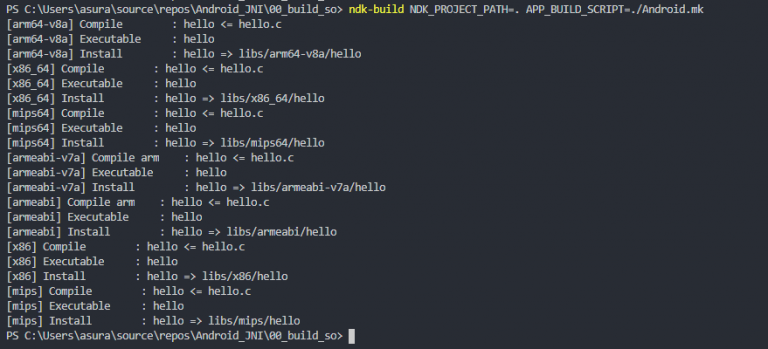 PS C:\Users\asura\source\repos\Android_JNI\00_build_so> ndk-build NDK_PROJECT_PATH=. APP_BUILD_SCRIPT=./Android.mk
[arm64-v8a] Compile        : hello <= hello.c
[arm64-v8a] Executable     : hello
[arm64-v8a] Install        : hello => libs/arm64-v8a/hello
[x86_64] Compile        : hello <= hello.c
[x86_64] Executable     : hello
[x86_64] Install        : hello => libs/x86_64/hello
[mips64] Compile        : hello <= hello.c
[mips64] Executable     : hello
[mips64] Install        : hello => libs/mips64/hello
[armeabi-v7a] Compile arm    : hello <= hello.c
[armeabi-v7a] Executable     : hello
[armeabi-v7a] Install        : hello => libs/armeabi-v7a/hello
[armeabi] Compile arm    : hello <= hello.c
[armeabi] Executable     : hello
[armeabi] Install        : hello => libs/armeabi/hello
[x86] Compile        : hello <= hello.c
[x86] Executable     : hello
[x86] Install        : hello => libs/x86/hello
[mips] Compile        : hello <= hello.c
[mips] Executable     : hello
[mips] Install        : hello => libs/mips/hello
PS C:\Users\asura\source\repos\Android_JNI\00_build_so>